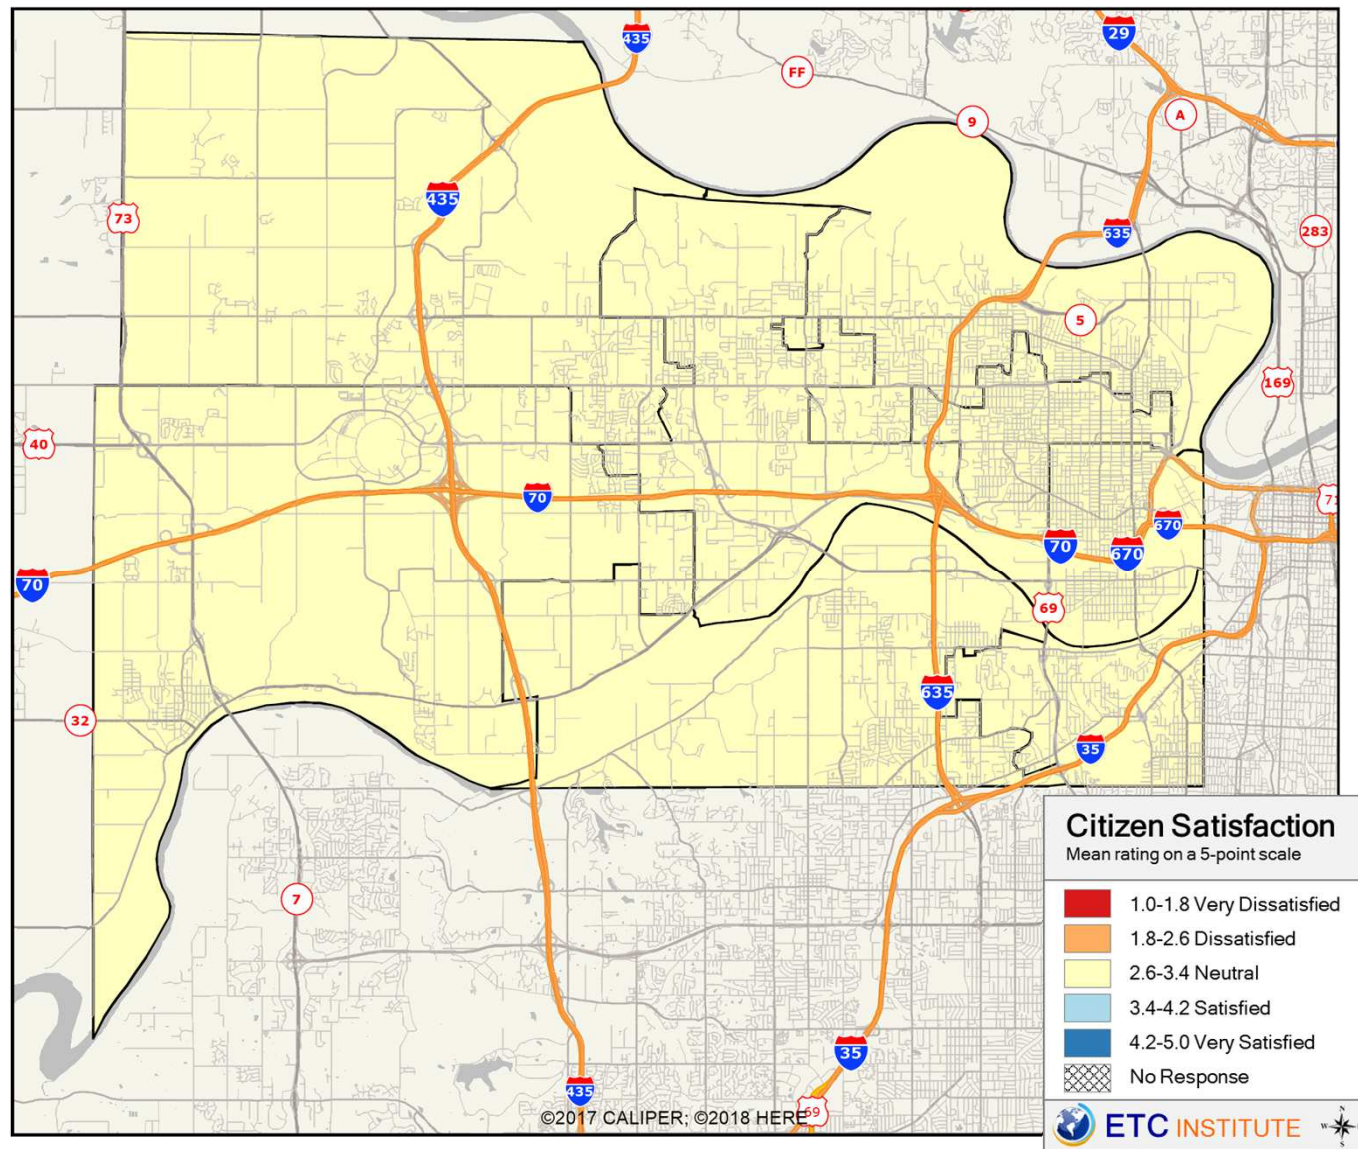 435
29
FF
9
A
435
73
635
283
5
169
40
70
70
70
670
670
69
32
635
35
7
Citizen Satisfaction
Mean rating on a 5-point scale
1.0-1.8 Very Dissatisfied
1.8-2.6 Dissatisfied
2.6-3.4 Neutral
3.4-4.2 Satisfied
4.2-5.0 Very Satisfied
No Response
35
435
69
©2017 CALIPER; ©2018 HERE
ETC INSTITUTE
N
W
S